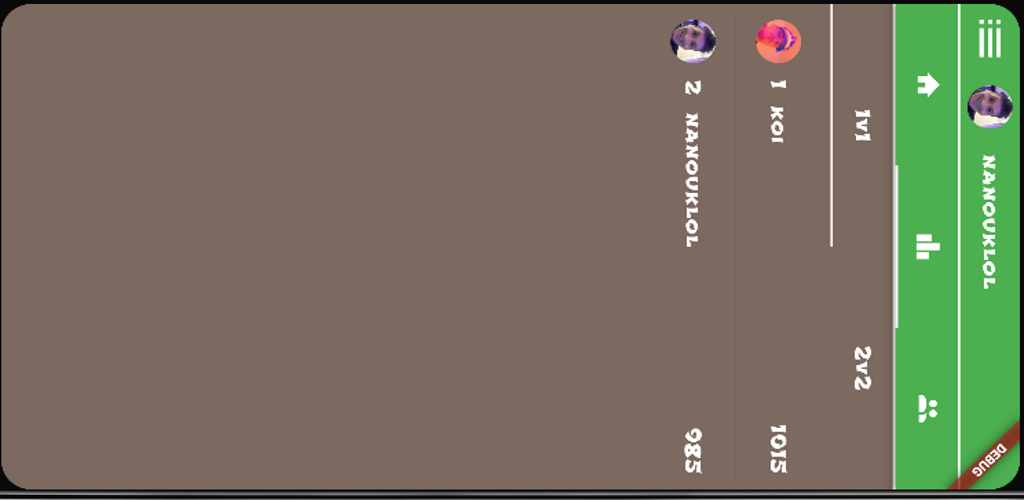 NANOUKLOL
DEBUG
1v1 2v2
1 KOI 1015
2 NANOUKLOL 985